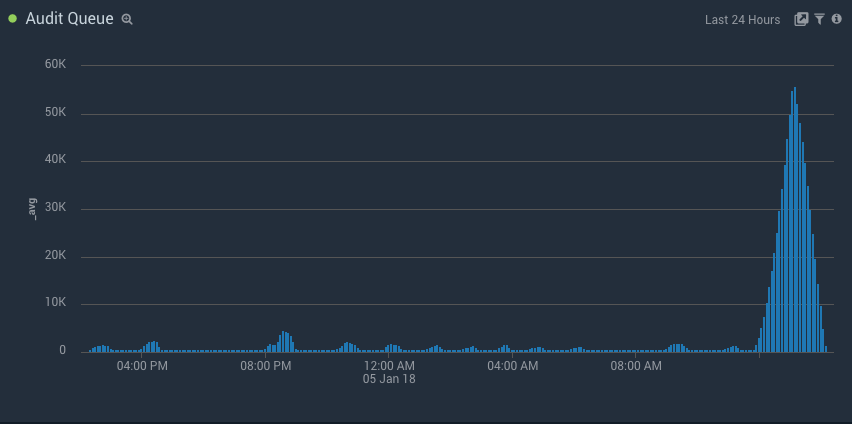 Audit Queue
Last 24 Hours
60K
50K
40K
30K
20K
10K
0
_avg
04:00 PM
08:00 PM
12:00 AM
05 Jan 18
04:00 AM
08:00 AM